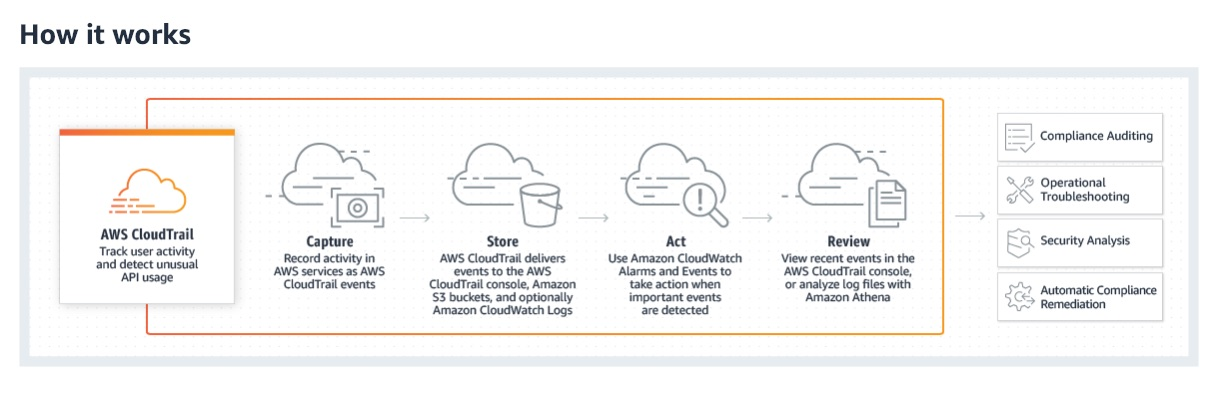 How it works
AWS CloudTrail
Track user activity
and detect unusual
API usage
Capture
Record activity in
AWS services as AWS
CloudTrail events
Store
AWS CloudTrail delivers
events to the AWS
CloudTrail console, Amazon
S3 buckets, and optionally
Amazon CloudWatch Logs
Act
Use Amazon CloudWatch
Alarms and Events to
take action when
important events
are detected
Review
View recent events in the
AWS CloudTrail console,
or analyze log files with
Amazon Athena
Compliance Auditing
Operational
Troubleshooting
Security Analysis
Automatic Compliance
Remediation